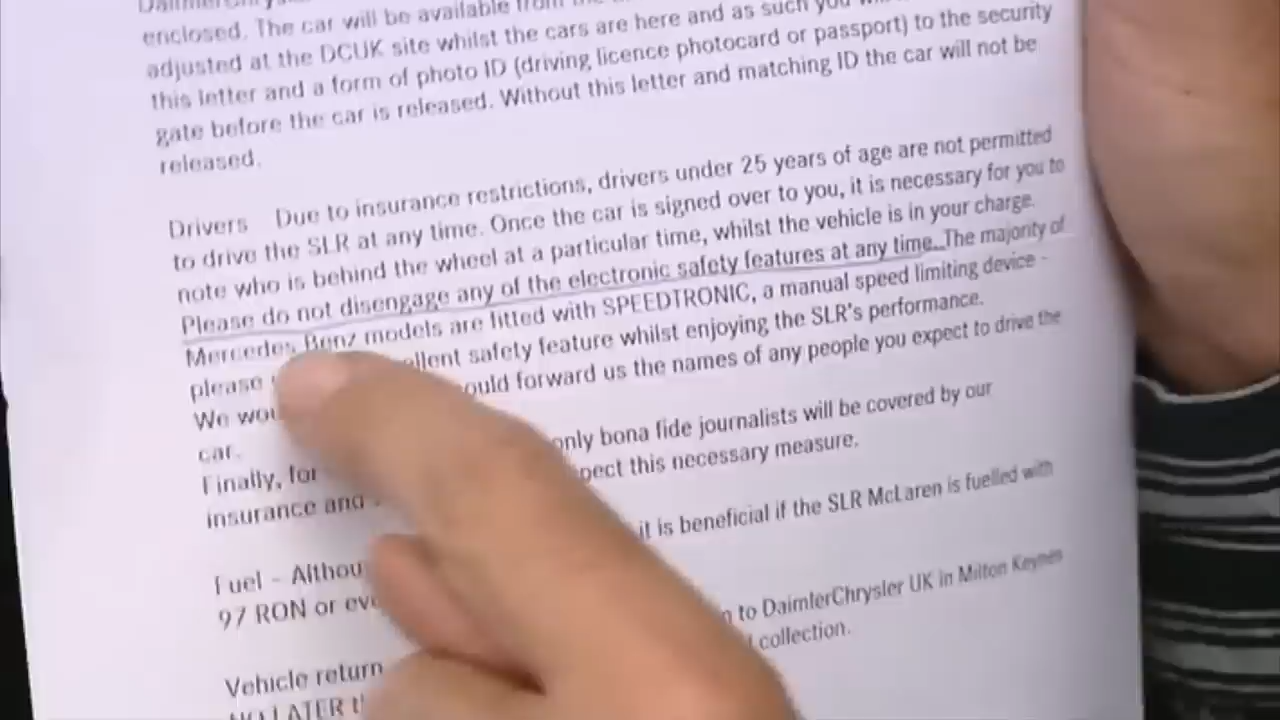 enclosed. The car will be available from the
adjusted at the DCUK site whilst the cars are here and as such you
this letter and a form of photo ID (driving licence photocard or passport) to the security
gate before the car is released. Without this letter and matching ID the car will not be
released.
Drivers Due to insurance restrictions, drivers under 25 years of age are not permitted
to drive the SLR at any time. Once the car is signed over to you, it is necessary for you to
note who is behind the wheel at a particular time, whilst the vehicle is in your charge.
Please do not disengage any of the electronic safety features at any time. The majority of
Mercedes Benz models are fitted with SPEEDTRONIC, a manual speed limiting device -
please ellent safety feature whilst enjoying the SLR's performance.
We wou ould forward us the names of any people you expect to drive the
car.
Finally, for only bona fide journalists will be covered by our
insurance and pect this necessary measure.
Fuel - Althou it is beneficial if the SLR McLaren is fuelled with
97 RON or eve
Vehicle return n to DaimlerChrysler UK in Milton Keynes
NO LATER collection.